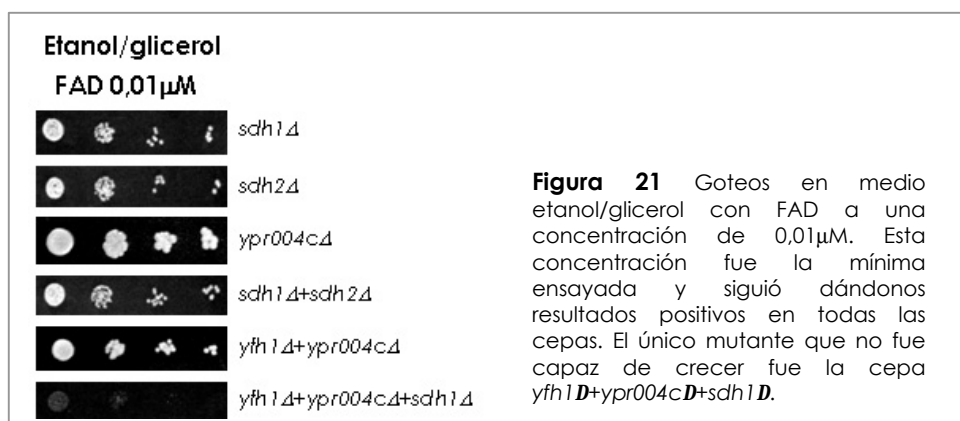 Etanol/glicerol
FAD 0,01µM
sdh1Δ
sdh2Δ
ypr004cΔ
sdh1Δ+sdh2Δ
yfh1Δ+ypr004cΔ
yfh1Δ+ypr004cΔ+sdh1Δ
Figura 21 Goteos en medio
etanol/glicerol con FAD a una
concentración de 0,01µM. Esta
concentración fue la mínima
ensayada y siguió dándonos
resultados positivos en todas las
cepas. El único mutante que no fue
capaz de crecer fue la cepa
yfh1D+ypr004cD+sdh1D.